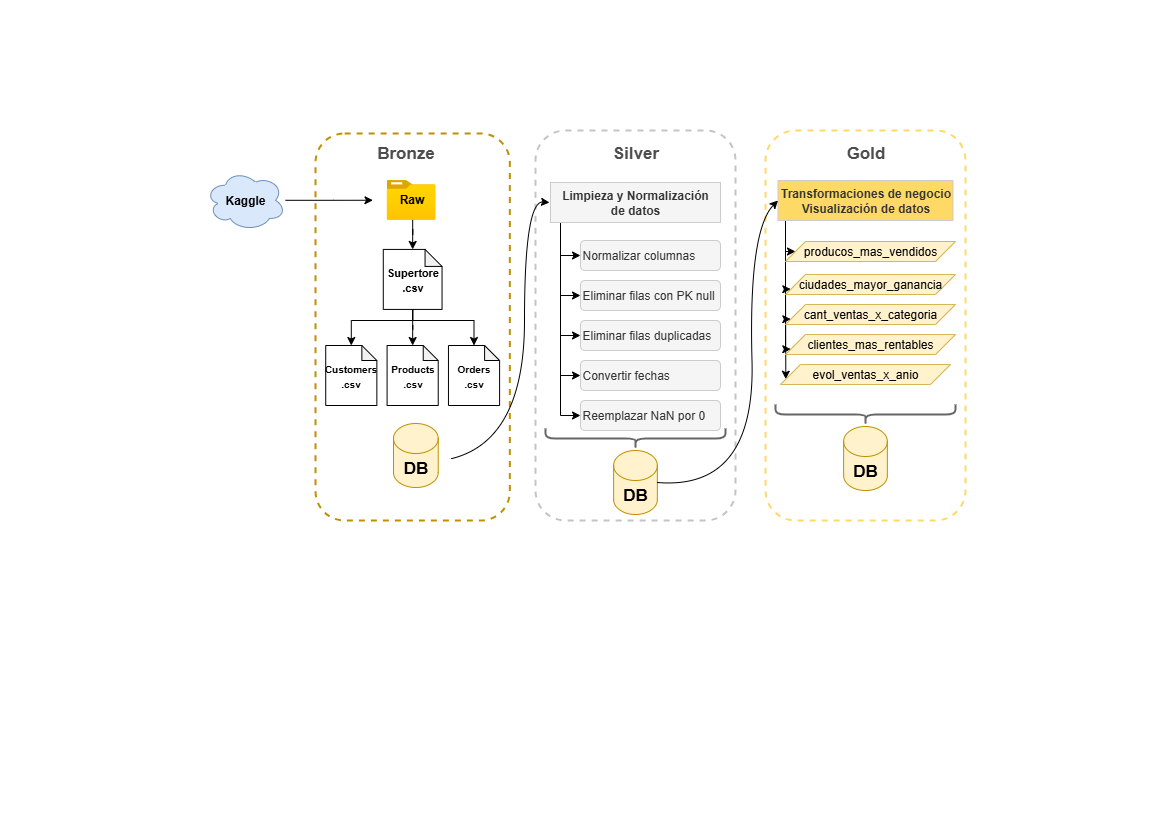 Kaggle
Bronze
Raw
Supertore
.csv
Customers
.csv
Products
.csv
Orders
.csv
DB
Silver
Limpieza y Normalización
de datos
Normalizar columnas
Eliminar filas con PK null
Eliminar filas duplicadas
Convertir fechas
Reemplazar NaN por 0
DB
Gold
Transformaciones de negocio
Visualización de datos
producos_mas_vendidos
ciudades_mayor_ganancia
cant_ventas_x_categoria
clientes_mas_rentables
evol_ventas_x_anio
DB